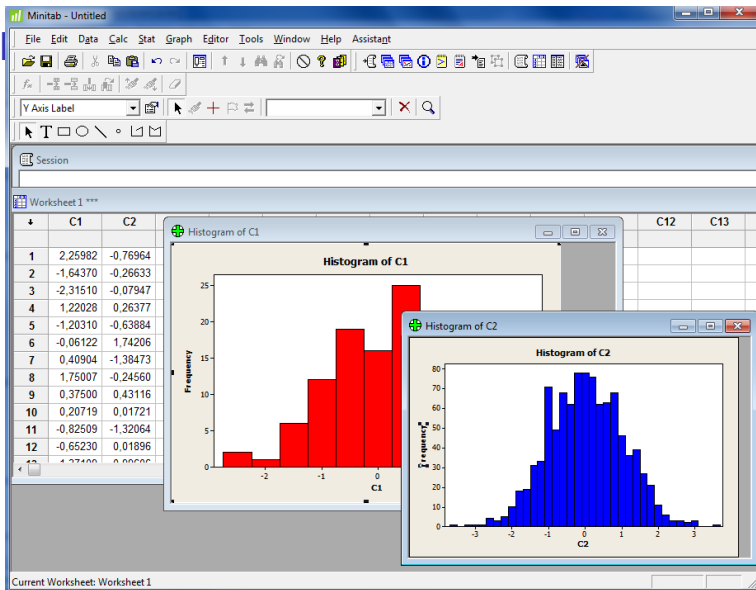 Minitab - Untitled
File Edit Data Calc Stat Graph Editor Tools Window Help Assistant
Y Axis Label
Session
Worksheet 1 ***
C1 C2 C12 C13
1 2,25982 -0,76964
2 -1,64370 -0,26633
3 -2,31510 -0,07947
4 1,22028 0,26377
5 -1,20310 -0,63884
6 -0,06122 1,74206
7 0,40904 -1,38473
8 1,75007 -0,24560
9 0,37500 0,43116
10 0,20719 0,01721
11 -0,82509 -1,32064
12 -0,65230 0,01896
Histogram of C1
Histogram of C1
Frequency
25
20
15
10
5
0
-2 -1 0
C1
Histogram of C2
Histogram of C2
Frequency
80
70
60
50
40
30
20
10
0
-3 -2 -1 0 1 2 3
C2
Current Worksheet: Worksheet 1